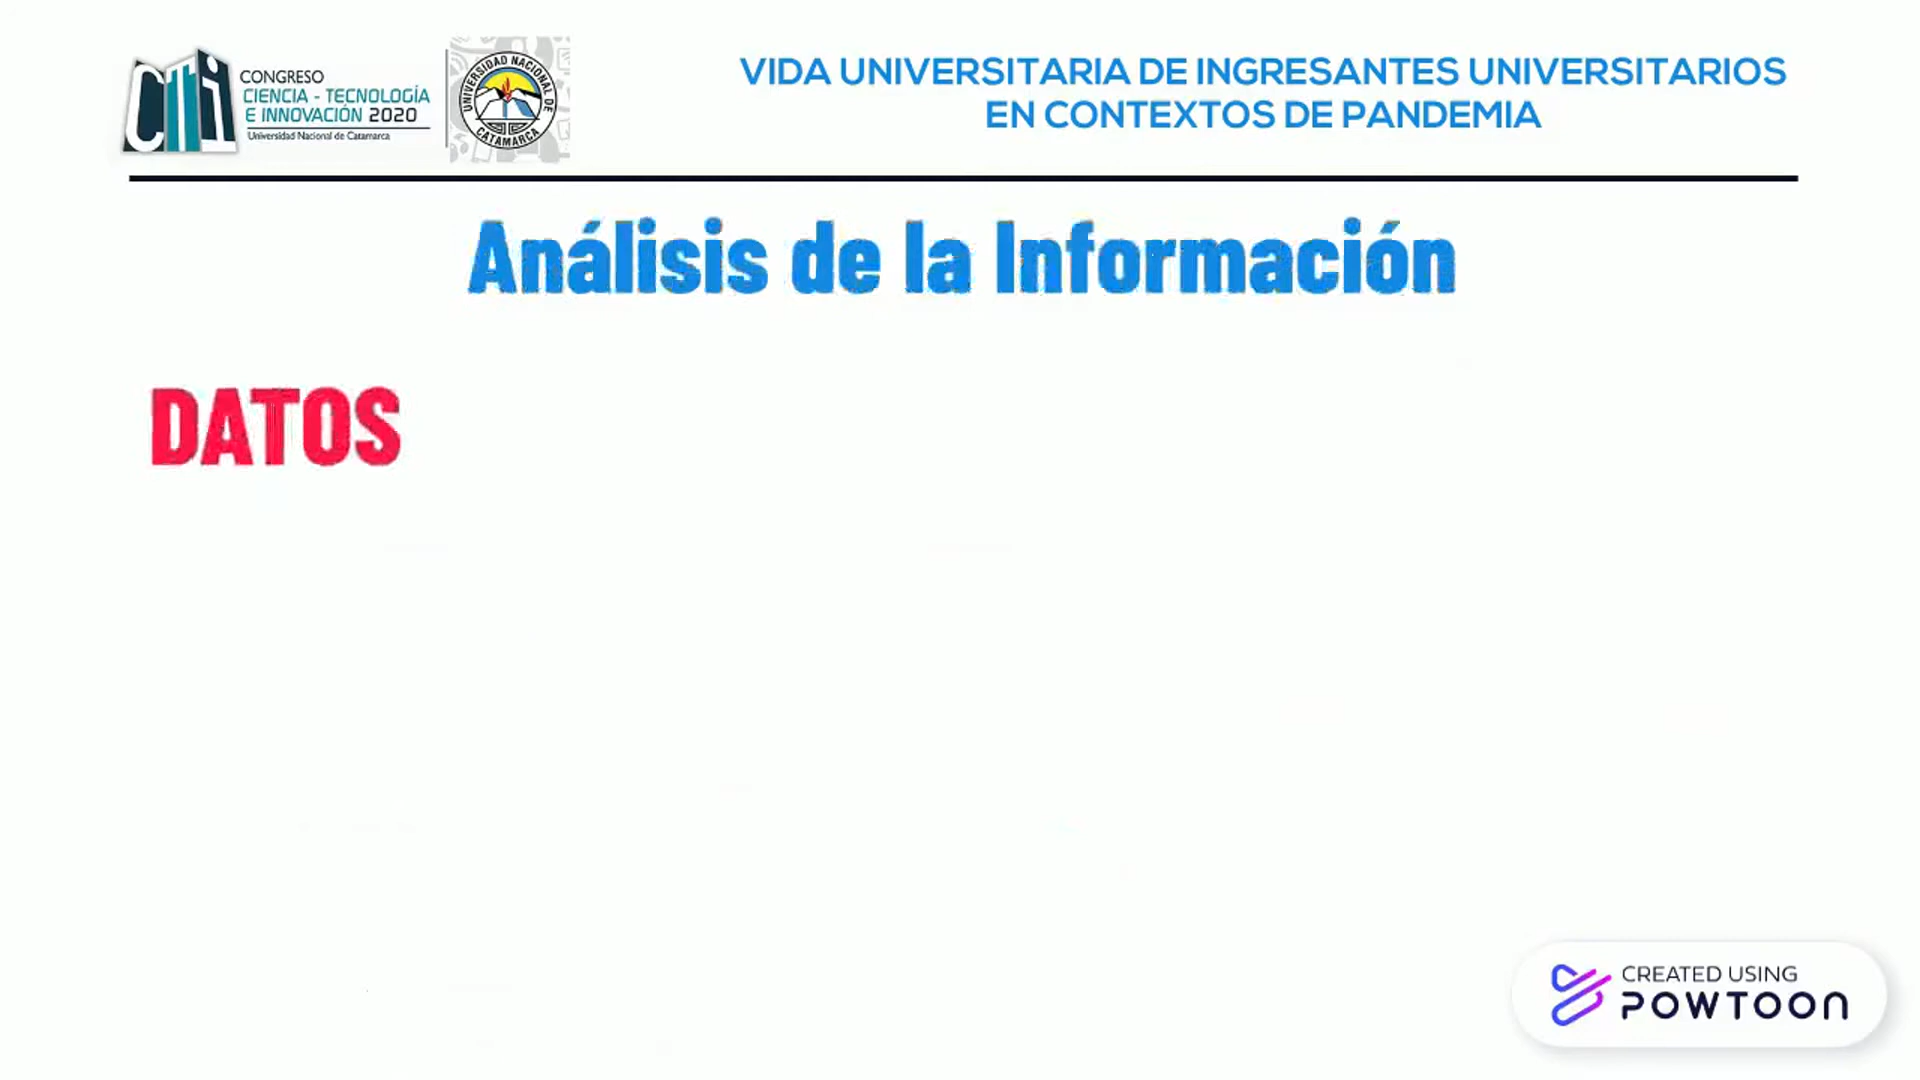 CTi
CONGRESO
CIENCIA - TECNOLOGÍA
E INNOVACIÓN 2020
Universidad Nacional de Catamarca
UNIVERSIDAD NACIONAL DE
CATAMARCA
VIDA UNIVERSITARIA DE INGRESANTES UNIVERSITARIOS
EN CONTEXTOS DE PANDEMIA
Análisis de la Información
DATOS
CREATED USING
POWTOON